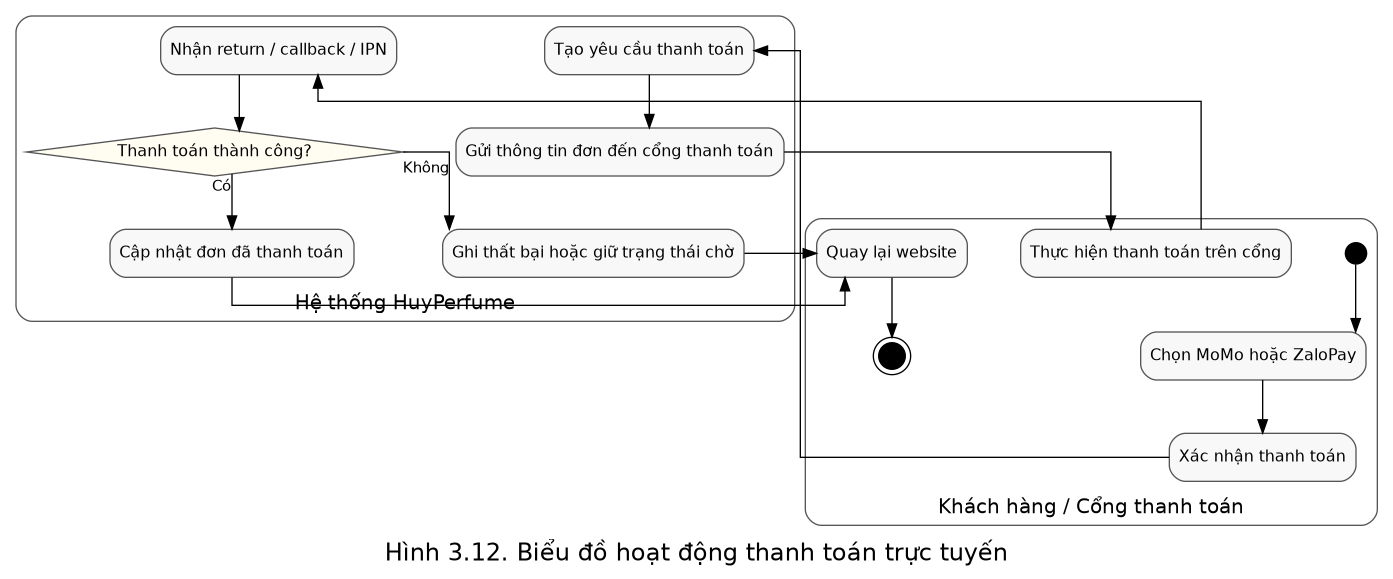 Nhận return / callback / IPN
Tạo yêu cầu thanh toán
Thanh toán thành công?
Không
Gửi thông tin đơn đến cổng thanh toán
Có
Cập nhật đơn đã thanh toán
Ghi thất bại hoặc giữ trạng thái chờ
Quay lại website
Thực hiện thanh toán trên cổng
Hệ thống HuyPerfume
Chọn MoMo hoặc ZaloPay
Xác nhận thanh toán
Khách hàng / Cổng thanh toán
Hình 3.12. Biểu đồ hoạt động thanh toán trực tuyến